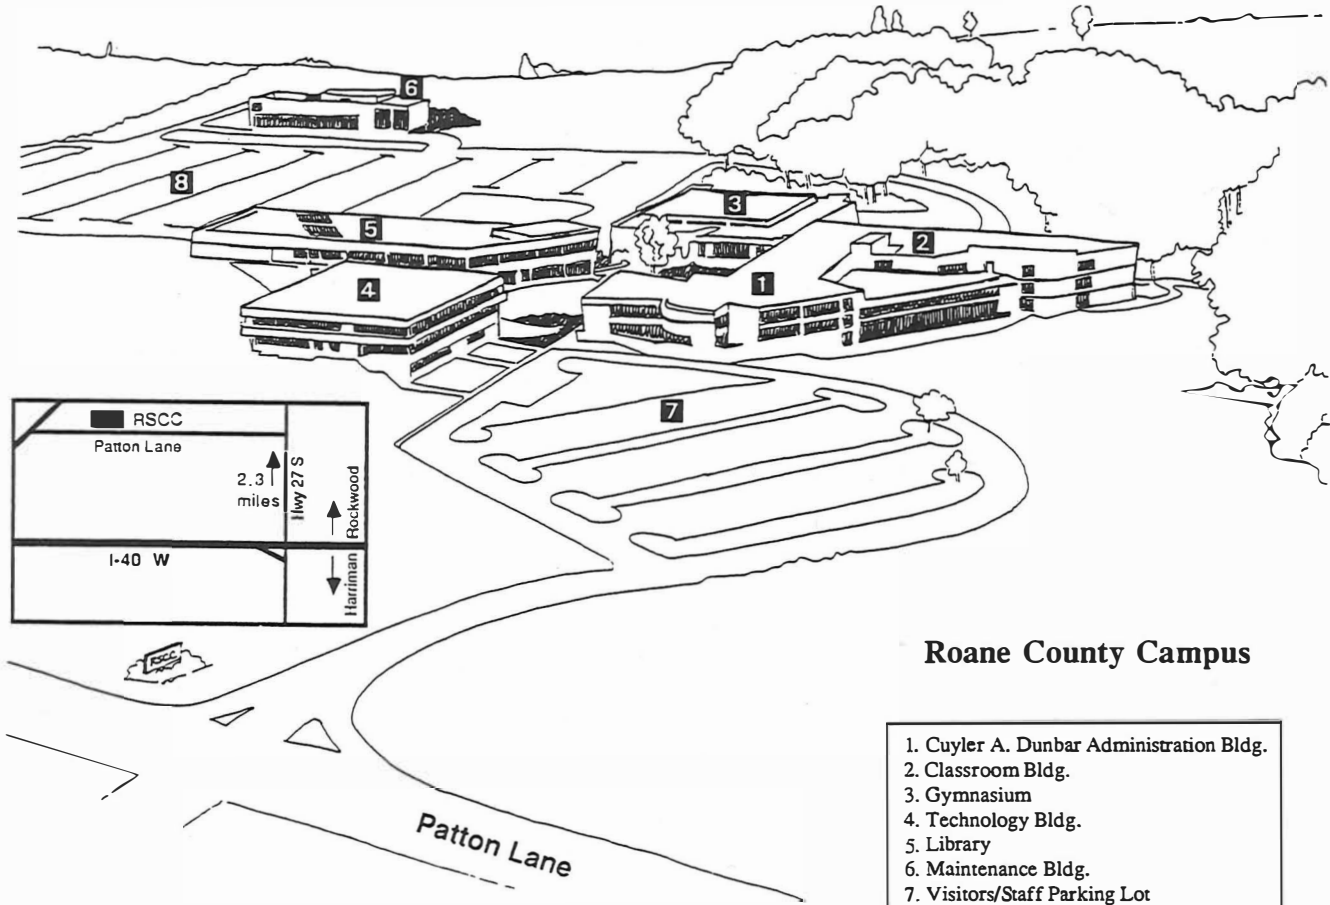 6
8
3
5
2
4
1
7
RSCC
Patton Lane
2.3
miles
Hwy 27 S
Rockwood
I-40 W
Harriman
RSCC
Patton Lane
Roane County Campus
1. Cuyler A. Dunbar Administration Bldg.
2. Classroom Bldg.
3. Gymnasium
4. Technology Bldg.
5. Library
6. Maintenance Bldg.
7. Visitors/Staff Parking Lot